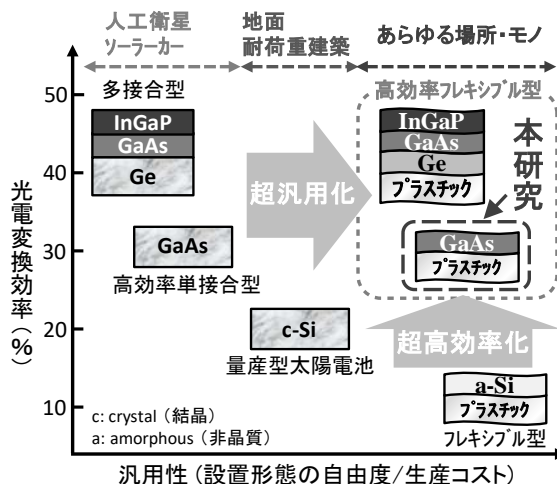 人工衛星
ソーラーカー
地面
耐荷重建築
あらゆる場所・モノ
光電変換効率(%)
50
40
30
20
10
多接合型
InGaP
GaAs
Ge
GaAs
高効率単接合型
超汎用化
c-Si
量産型太陽電池
高効率フレキシブル型
InGaP
GaAs
Ge
プラスチック
本研究
GaAs
プラスチック
超高効率化
a-Si
プラスチック
フレキシブル型
c: crystal (結晶)
a: amorphous (非晶質)
汎用性(設置形態の自由度/生産コスト)